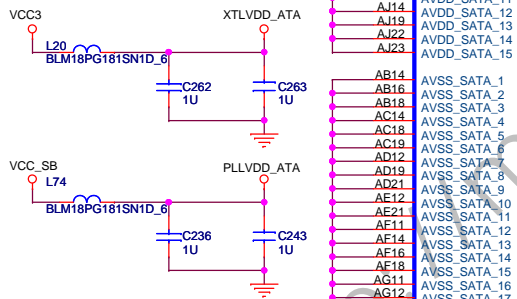 VCC3
XTLVDD_ATA
L20
BLM18PG181SN1D_6
C262
1U
C263
1U
VCC_SB
PLLVDD_ATA
L74
BLM18PG181SN1D_6
C236
1U
C243
1U
AJ14 AVDD_SATA_12
AJ19 AVDD_SATA_13
AJ22 AVDD_SATA_14
AJ23 AVDD_SATA_15
AB14 AVSS_SATA_1
AB16 AVSS_SATA_2
AB18 AVSS_SATA_3
AC14 AVSS_SATA_4
AC18 AVSS_SATA_5
AC19 AVSS_SATA_6
AD12 AVSS_SATA_7
AD19 AVSS_SATA_8
AD21 AVSS_SATA_9
AE12 AVSS_SATA_10
AE21 AVSS_SATA_11
AF11 AVSS_SATA_12
AF14 AVSS_SATA_13
AF16 AVSS_SATA_14
AF18 AVSS_SATA_15
AG11 AVSS_SATA_16
AG12